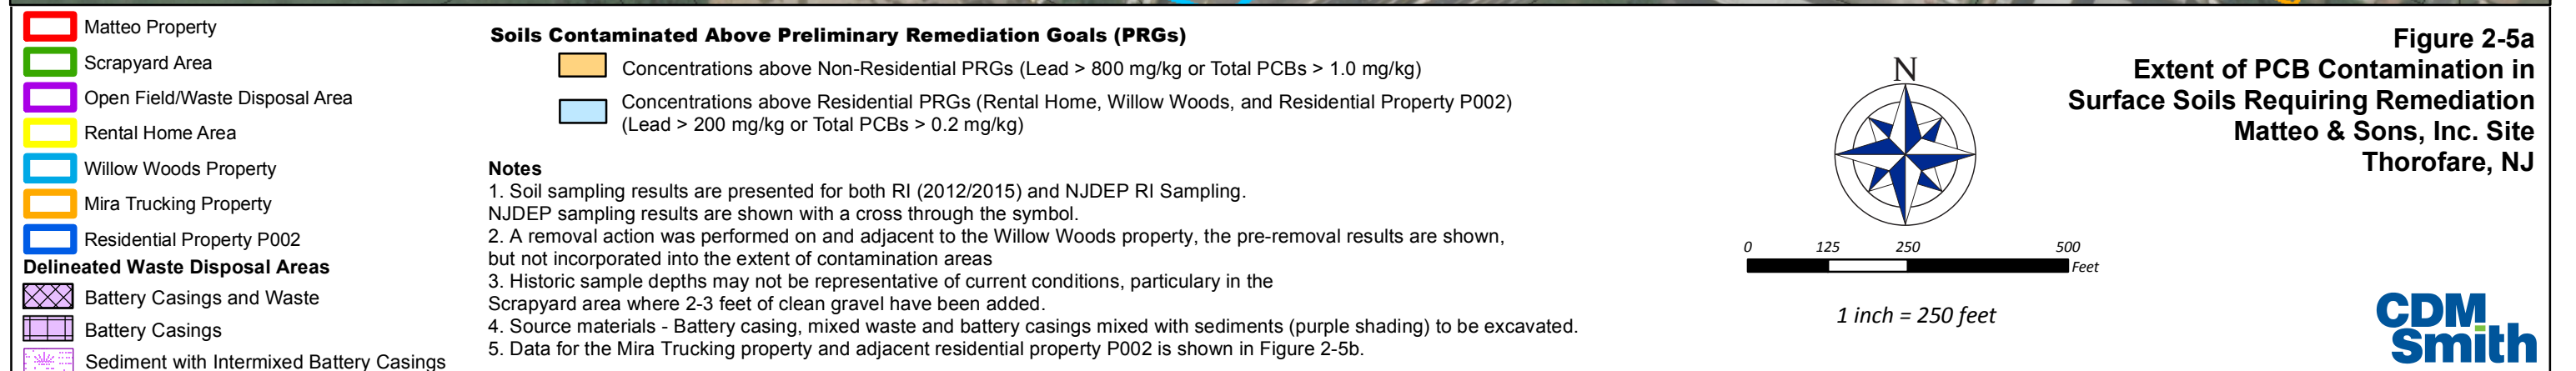 Matteo Property
Scrapyard Area
Open Field/Waste Disposal Area
Rental Home Area
Willow Woods Property
Mira Trucking Property
Residential Property P002
Delineated Waste Disposal Areas
Battery Casings and Waste
Battery Casings
Sediment with Intermixed Battery Casings
Soils Contaminated Above Preliminary Remediation Goals (PRGs)
Concentrations above Non-Residential PRGs (Lead > 800 mg/kg or Total PCBs > 1.0 mg/kg)
Concentrations above Residential PRGs (Rental Home, Willow Woods, and Residential Property P002)
(Lead > 200 mg/kg or Total PCBs > 0.2 mg/kg)
Notes
1. Soil sampling results are presented for both RI (2012/2015) and NJDEP RI Sampling.
NJDEP sampling results are shown with a cross through the symbol.
2. A removal action was performed on and adjacent to the Willow Woods property, the pre-removal results are shown,
but not incorporated into the extent of contamination areas
3. Historic sample depths may not be representative of current conditions, particulary in the
Scrapyard area where 2-3 feet of clean gravel have been added.
4. Source materials - Battery casing, mixed waste and battery casings mixed with sediments (purple shading) to be excavated.
5. Data for the Mira Trucking property and adjacent residential property P002 is shown in Figure 2-5b.
N
0 125 250 500
Feet
1 inch = 250 feet
Figure 2-5a
Extent of PCB Contamination in
Surface Soils Requiring Remediation
Matteo & Sons, Inc. Site
Thorofare, NJ
CDM
Smith